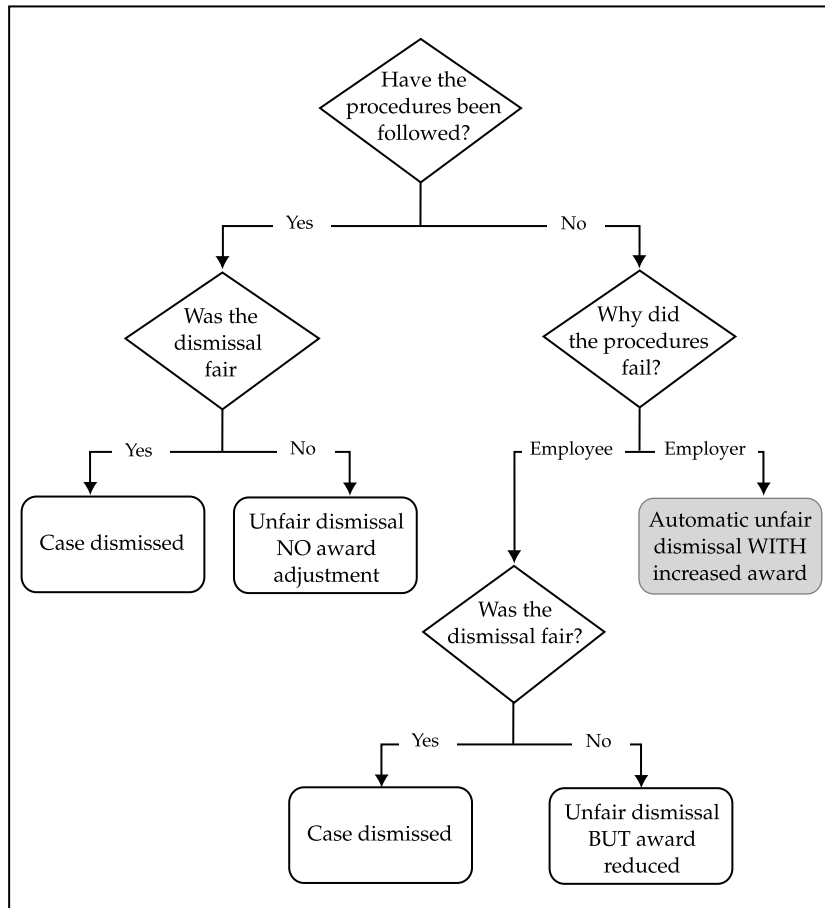 Have the
procedures been
followed?
Yes
No
Was the
dismissal
fair
Why did
the procedures
fail?
Yes
No
Employee
Employer
Case dismissed
Unfair dismissal
NO award
adjustment
Automatic unfair
dismissal WITH
increased award
Was the
dismissal fair?
Yes
No
Case dismissed
Unfair dismissal
BUT award
reduced